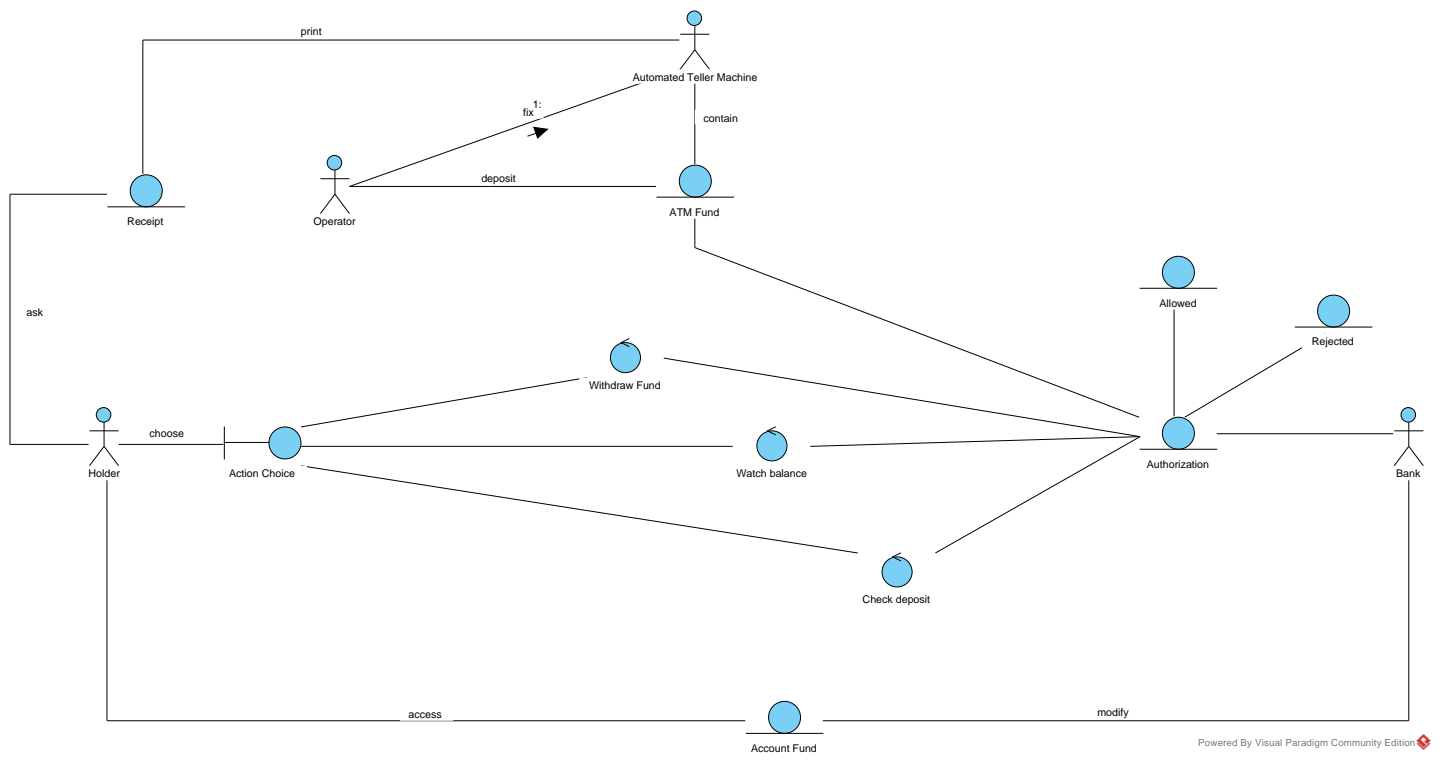 print
Automated Teller Machine
1:
fix
contain
deposit
Receipt
Operator
ATM Fund
Allowed
ask
Rejected
Withdraw Fund
choose
Holder
Action Choice
Watch balance
Authorization
Bank
Check deposit
access
modify
Account Fund
Powered By Visual Paradigm Community Edition